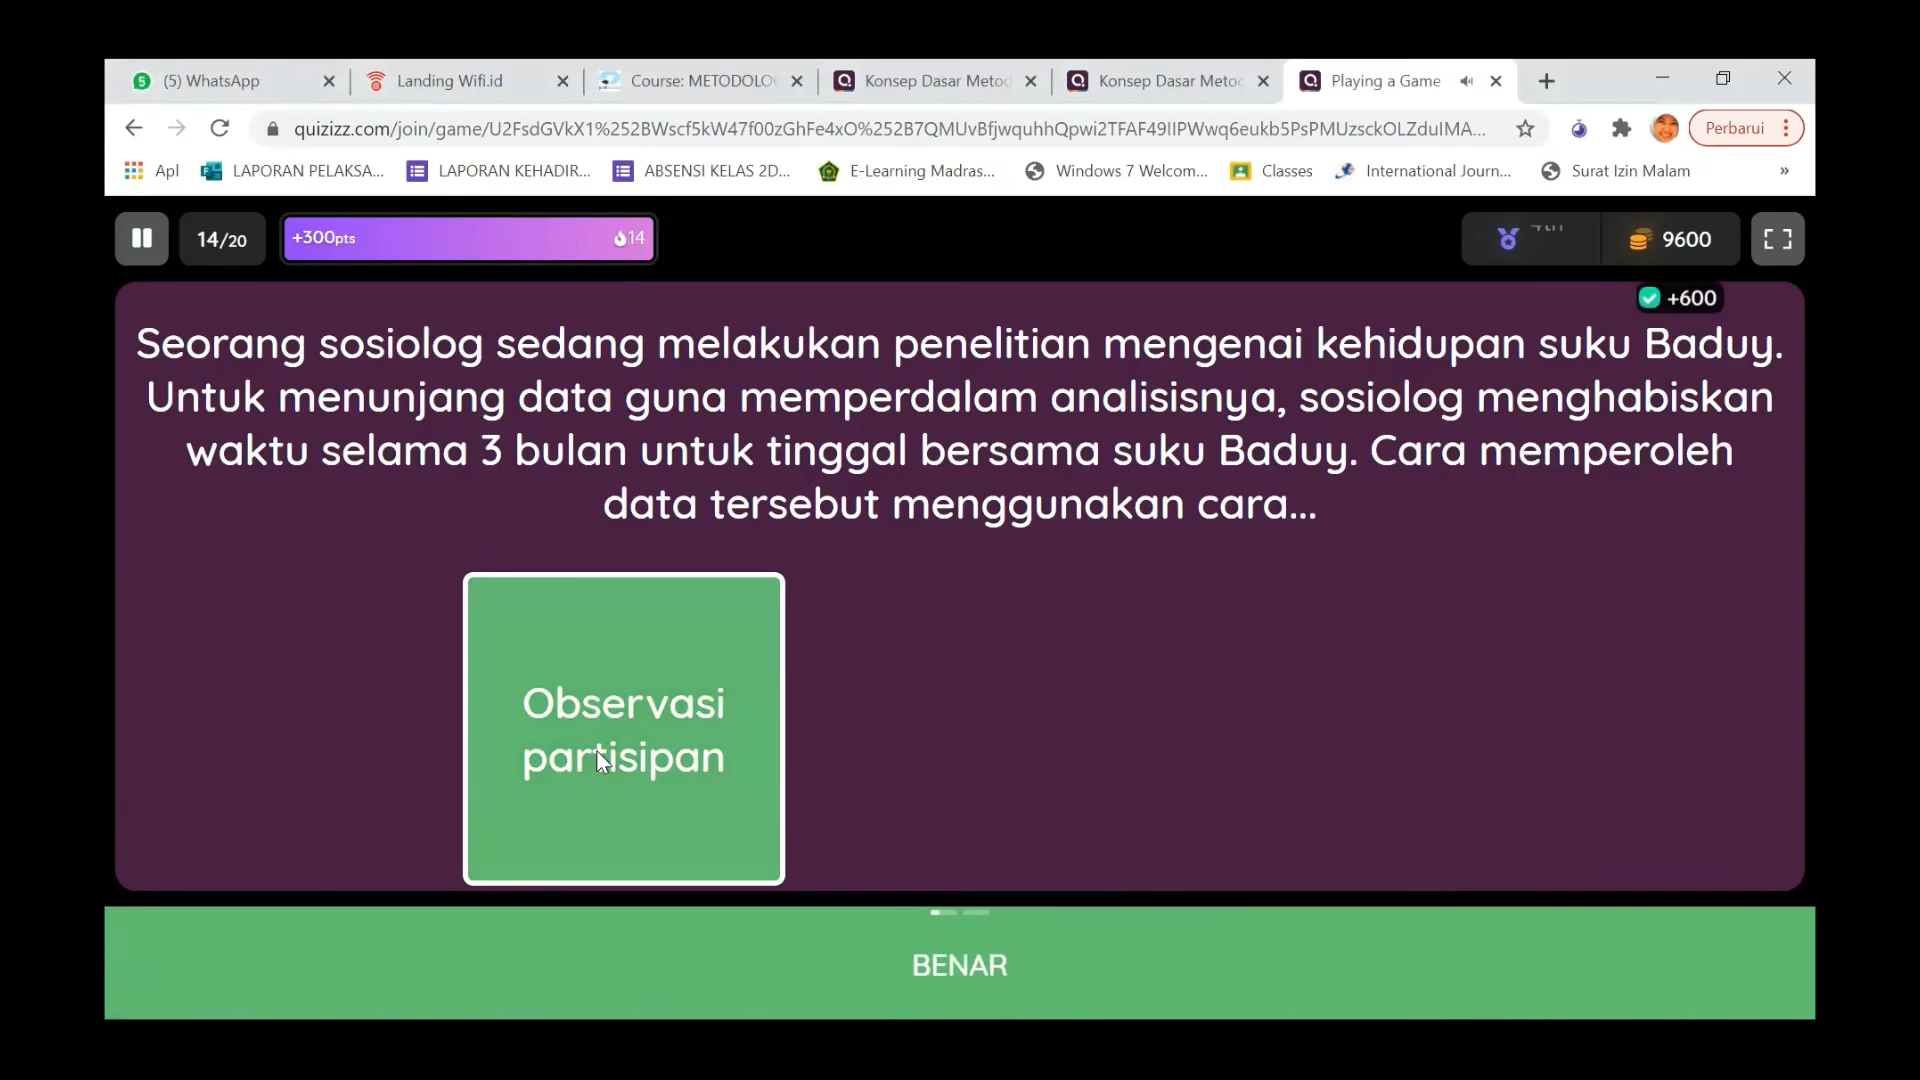 (5) WhatsApp
Landing Wifi.id
Course: METODOLO
Konsep Dasar Metod
Konsep Dasar Metod
Playing a Game
quizizz.com/join/game/U2FsdGVkX1%252BWscf5kW47f00zGhFe4xO%252B7QMUvBfjwquhhQpwi2TFAF49IIPWwq6eukb5PsPMUzsckOLZduIMA...
Perbarui
Apl
LAPORAN PELAKSA...
LAPORAN KEHADIR...
ABSENSI KELAS 2D...
E-Learning Madras...
Windows 7 Welcom...
Classes
International Journ...
Surat Izin Malam
»
14/20
+300pts
14
9600
+600
Seorang sosiolog sedang melakukan penelitian mengenai kehidupan suku Baduy.
Untuk menunjang data guna memperdalam analisisnya, sosiolog menghabiskan
waktu selama 3 bulan untuk tinggal bersama suku Baduy. Cara memperoleh
data tersebut menggunakan cara...
Observasi
partisipan
BENAR